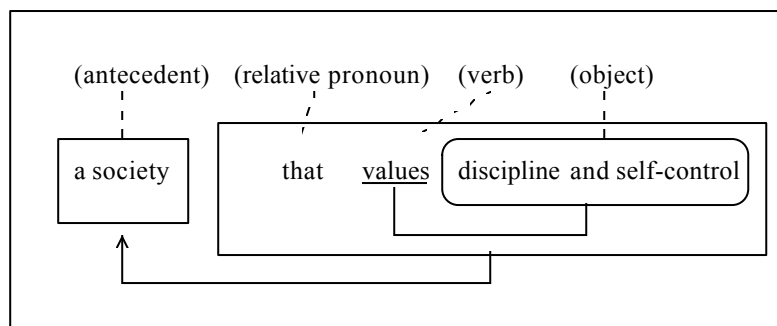 (antecedent) (relative pronoun) (verb) (object)
a society that values discipline and self-control